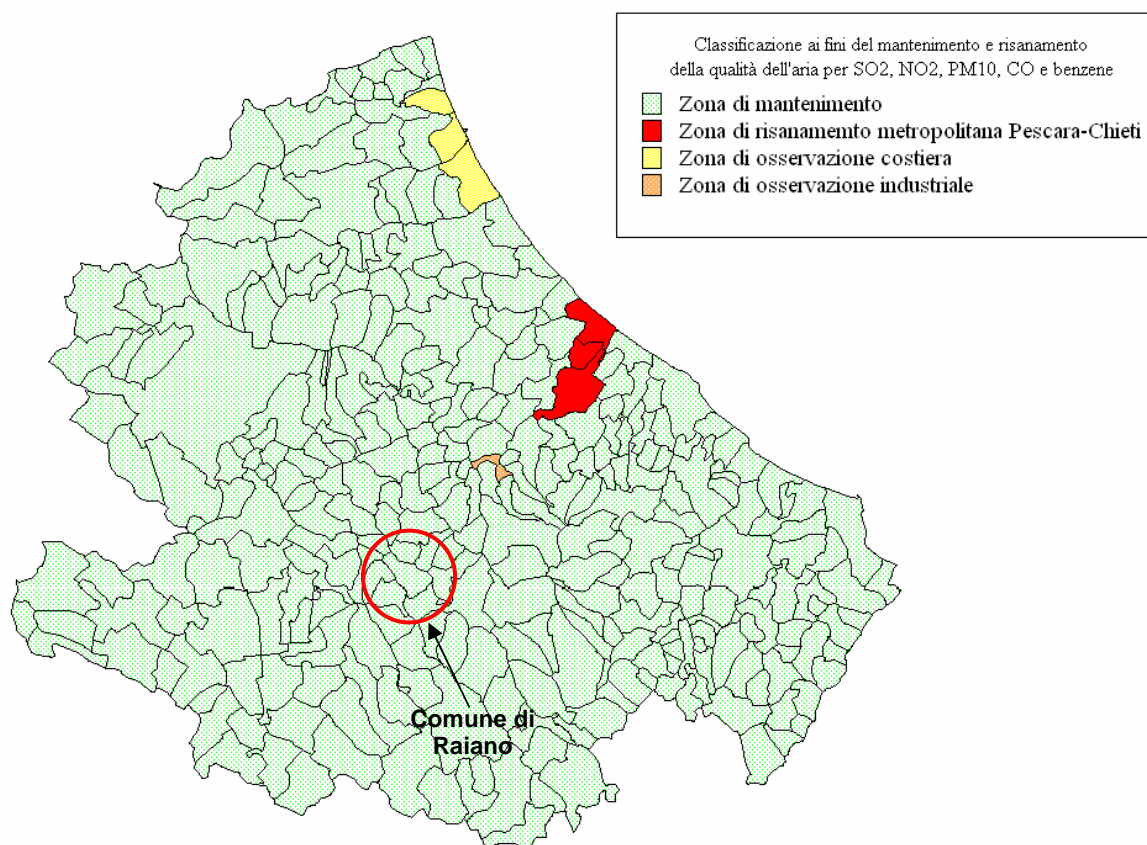 Classificazione ai fini del mantenimento e risanamento
della qualità dell'aria per SO2, NO2, PM10, CO e benzene
Zona di mantenimento
Zona di risanamemto metropolitana Pescara-Chieti
Zona di osservazione costiera
Zona di osservazione industriale
Comune di
Raiano